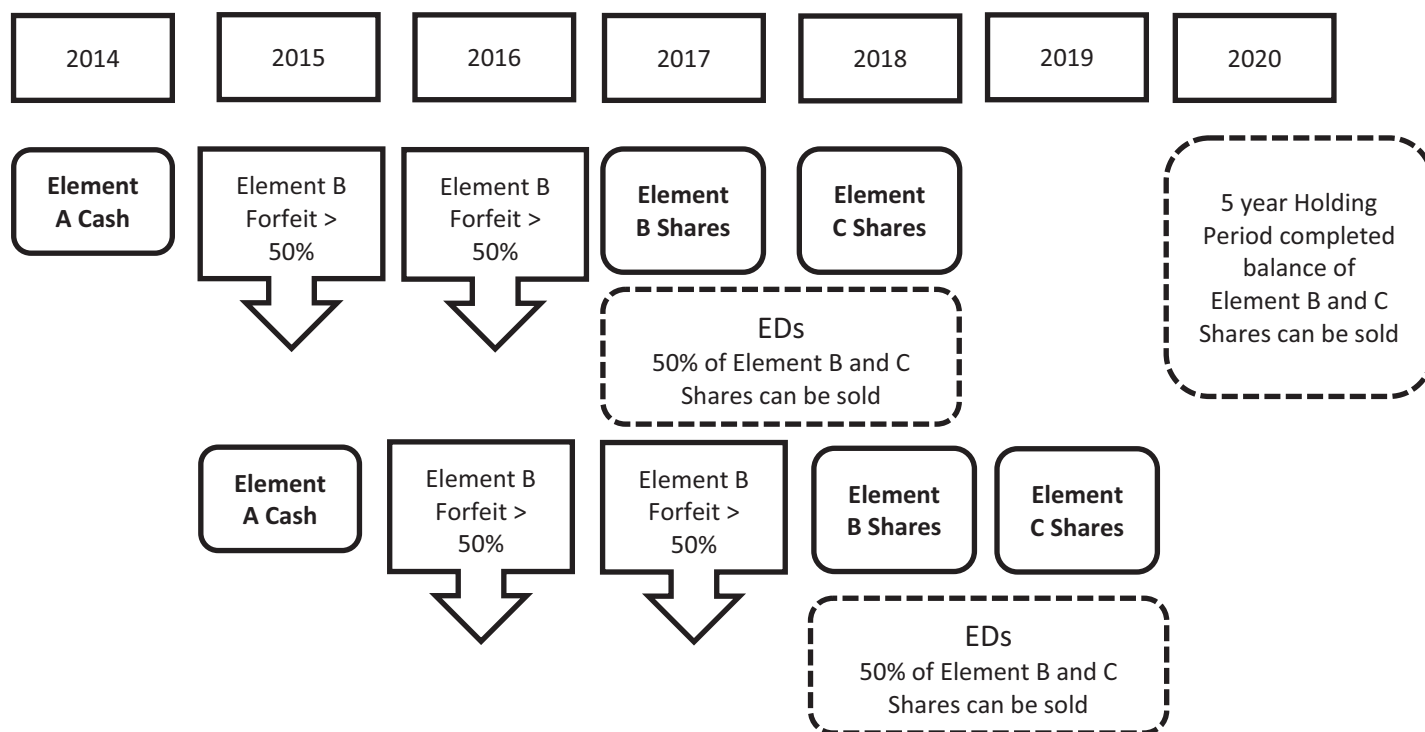 2014
2015
2016
2017
2018
2019
2020
Element
A Cash
Element B
Forfeit >
50%
Element B
Forfeit >
50%
Element
B Shares
Element
C Shares
5 year Holding
Period completed
balance of
Element B and C
Shares can be sold
EDs
50% of Element B and C
Shares can be sold
Element
A Cash
Element B
Forfeit >
50%
Element B
Forfeit >
50%
Element
B Shares
Element
C Shares
EDs
50% of Element B and C
Shares can be sold